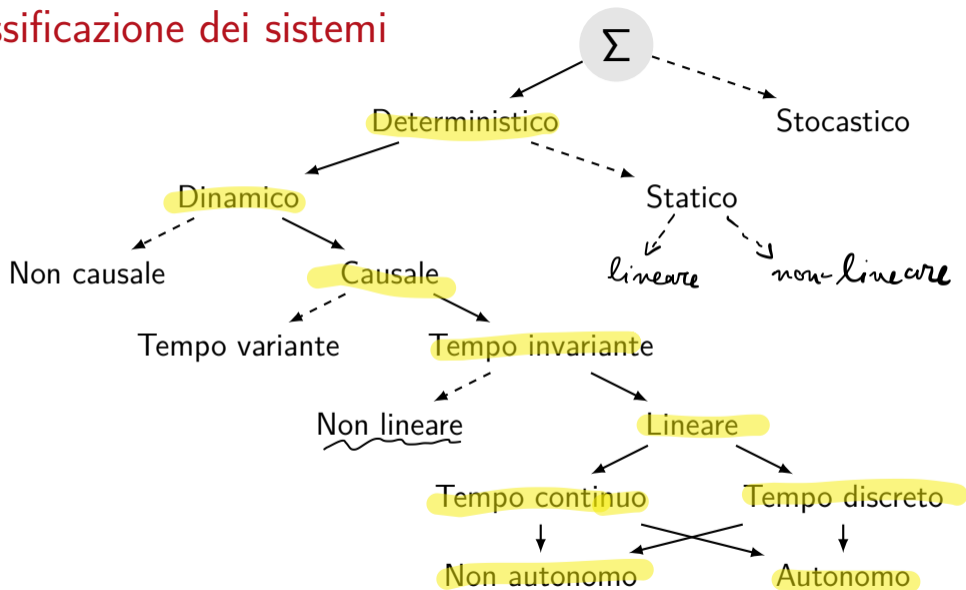 ssificazione dei sistemi
Σ
Deterministico
Stocastico
Dinamico
Statico
Non causale
Causale
lineare
non-lineare
Tempo variante
Tempo invariante
Non lineare
Lineare
Tempo continuo
Tempo discreto
Non autonomo
Autonomo